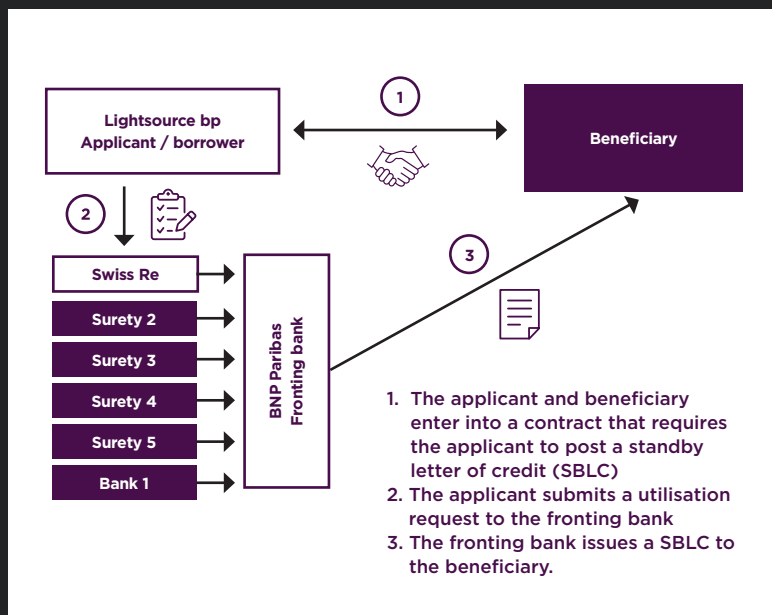 1
Lightsource bp
Applicant / borrower
Beneficiary
2
3
Swiss Re
Surety 2
Surety 3
Surety 4
Surety 5
Bank 1
BNP Paribas
Fronting bank
1. The applicant and beneficiary
enter into a contract that requires
the applicant to post a standby
letter of credit (SBLC)
2. The applicant submits a utilisation
request to the fronting bank
3. The fronting bank issues a SBLC to
the beneficiary.